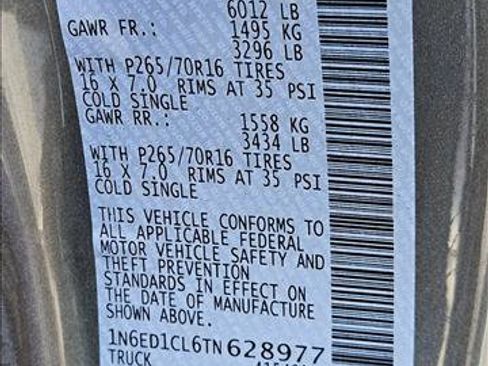 6012 LB
GAWR FR.: 1495 KG
3296 LB
WITH P265/70R16 TIRES
16 X 7.0 RIMS AT 35 PSI
COLD SINGLE
GAWR RR.: 1558 KG
3434 LB
WITH P265/70R16 TIRES
16 X 7.0 RIMS AT 35 PSI
COLD SINGLE
THIS VEHICLE CONFORMS TO
ALL APPLICABLE FEDERAL
MOTOR VEHICLE SAFETY AND
THEFT PREVENTION
STANDARDS IN EFFECT ON
THE DATE OF MANUFACTURE
SHOWN ABOVE.
1N6ED1CL6TN628977
TRUCK